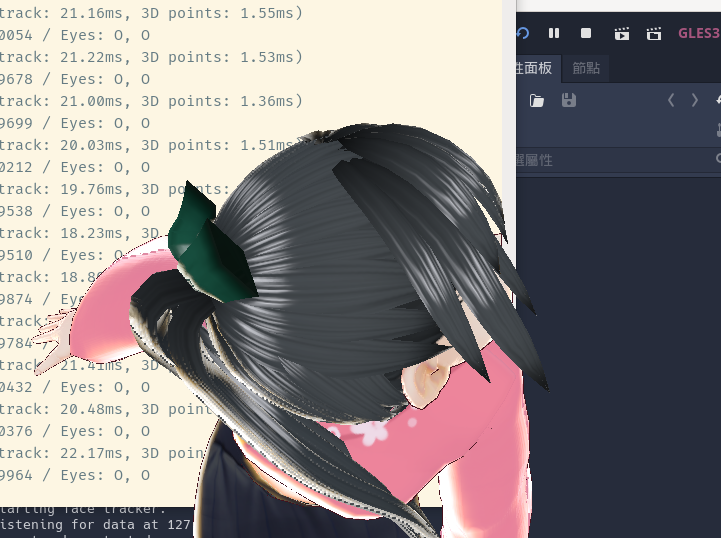 track: 21.16ms, 3D points: 1.55ms)
0054 / Eyes: O, O
track: 21.22ms, 3D points: 1.53ms)
9678 / Eyes: O, O
track: 21.00ms, 3D points: 1.36ms)
9699 / Eyes: O, O
track: 20.03ms, 3D points: 1.51ms
0212 / Eyes: O, O
track: 19.76ms, 3D points:
9538 / Eyes: O, O
track: 18.23ms, 3D
9510 / Eyes: O,
track: 18.8
9874 / Eye
track:
9784
track: 21.41ms,
0432 / Eyes: O, O
track: 20.48ms, 3D point
0376 / Eyes: O, O
track: 22.17ms, 3D poin
9964 / Eyes: O, O
tarting face tracker.
istening for data at 127
GLES3
性面板
節點
選屬性